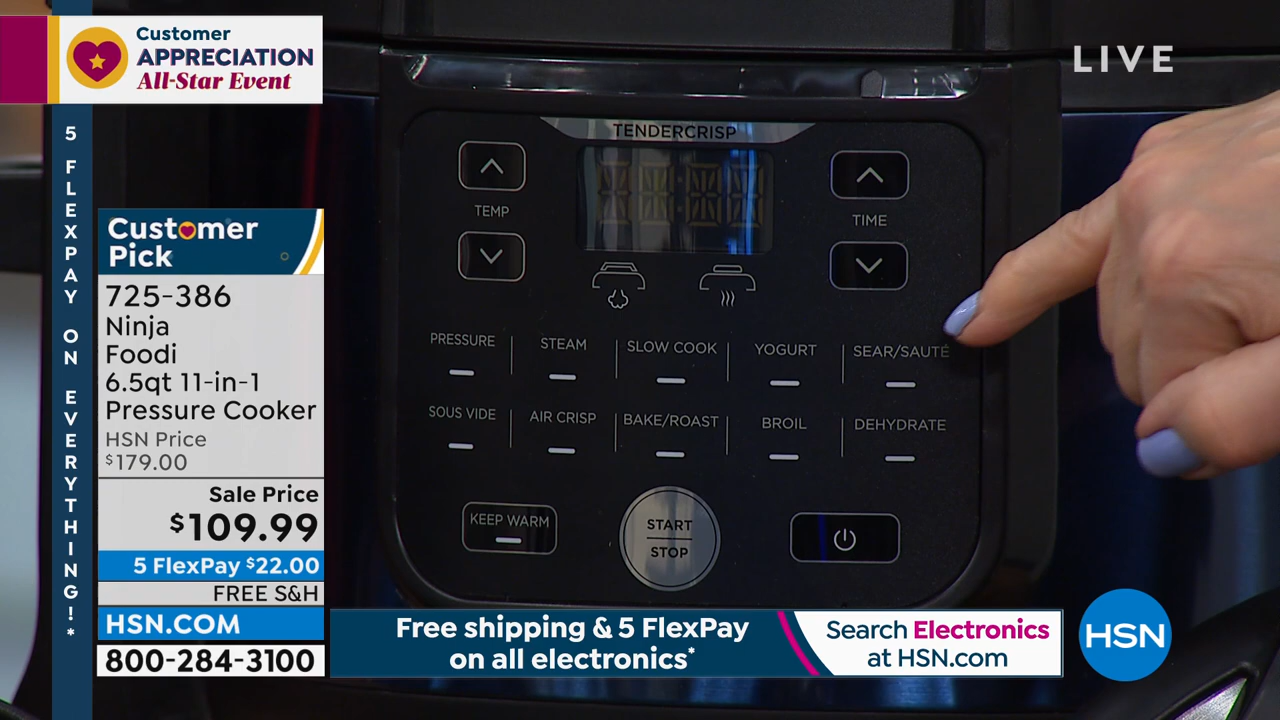 Customer
APPRECIATION
All-Star Event
LIVE
5 FLEXPAY ON EVERYTHING!*
Customer
Pick
725-386
Ninja
Foodi
6.5qt 11-in-1
Pressure Cooker
HSN Price
$179.00
Sale Price
$109.99
5 FlexPay $22.00
FREE S&H
HSN.COM
800-284-3100
TENDERCRISP
TEMP
TIME
PRESSURE
STEAM
SLOW COOK
YOGURT
SEAR/SAUTÉ
SOUS VIDE
AIR CRISP
BAKE/ROAST
BROIL
DEHYDRATE
KEEP WARM
START
STOP
Free shipping & 5 FlexPay
on all electronics*
Search Electronics
at HSN.com
HSN